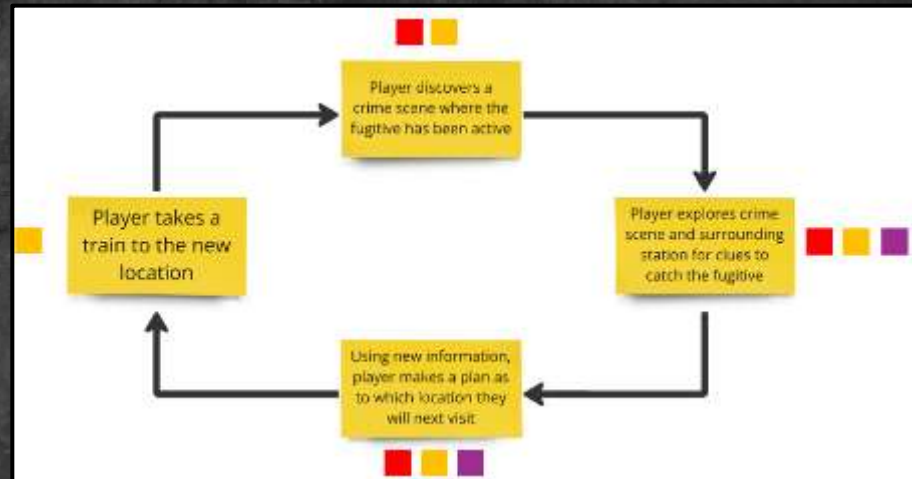 Player discovers a
crime scene where the
fugitive has been active
Player explores crime
scene and surrounding
station for clues to
catch the fugitive
Using new information,
player makes a plan as
to which location they
will next visit
Player takes a
train to the new
location